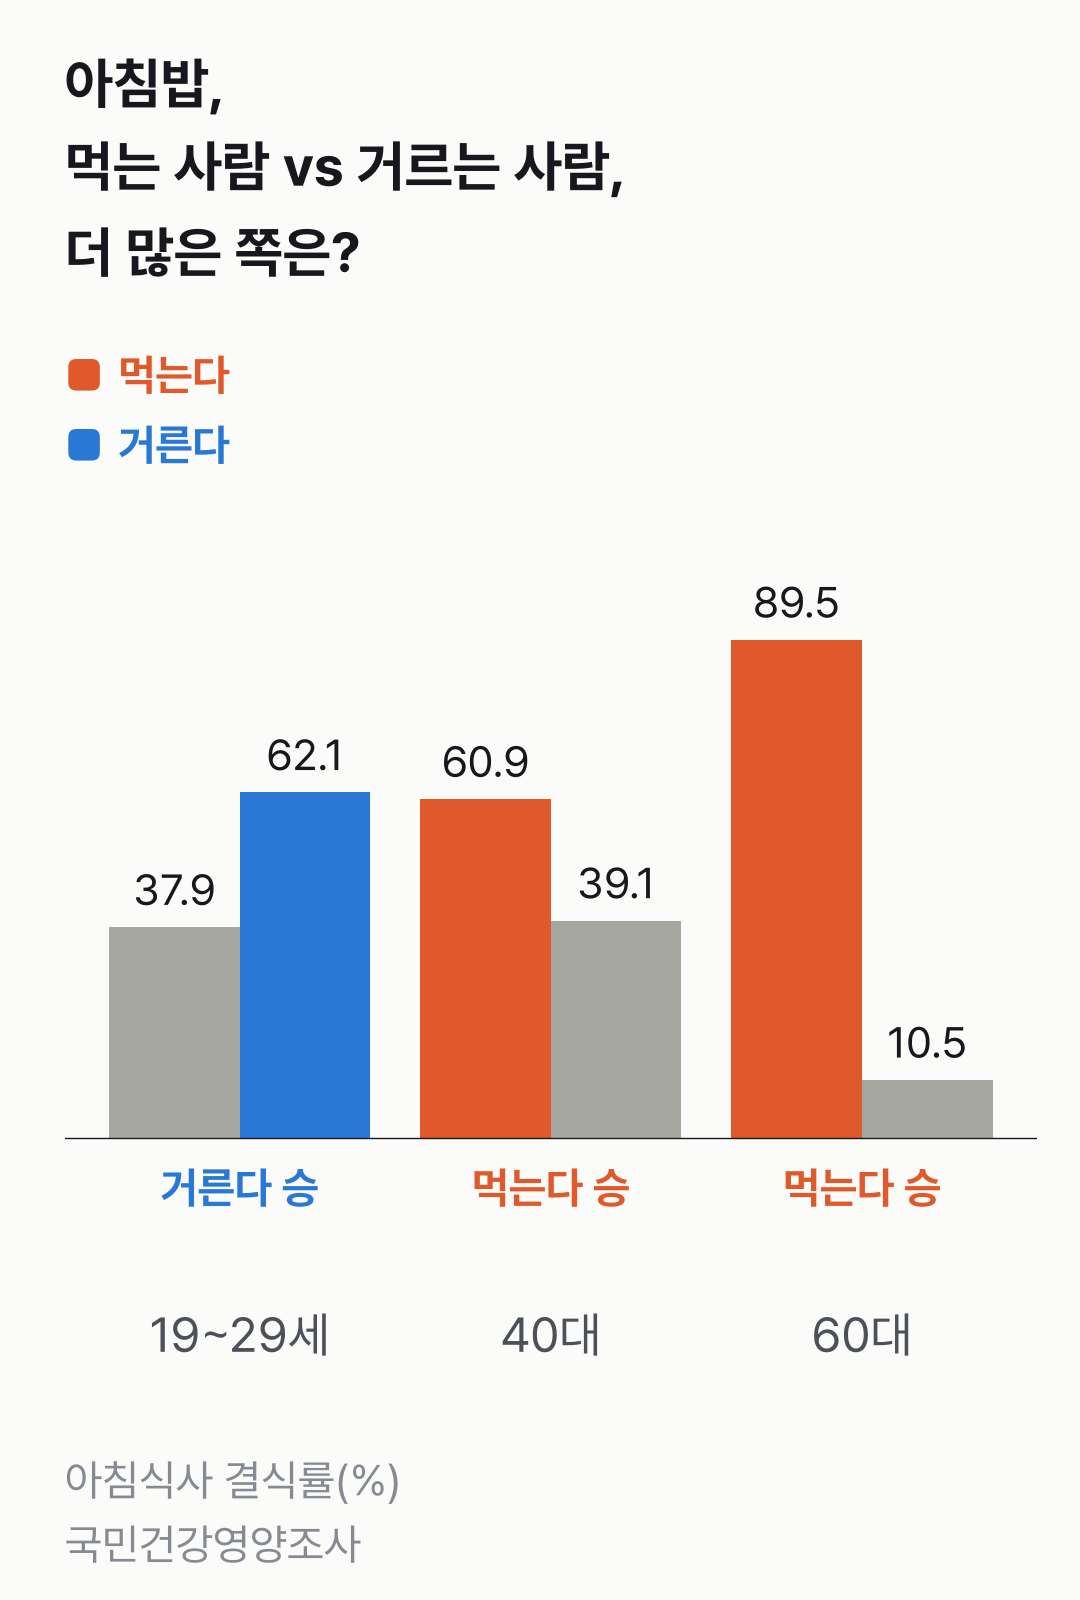 아침밥,
먹는 사람 vs 거르는 사람,
더 많은 쪽은?
먹는다
거른다
37.9
62.1
60.9
39.1
89.5
10.5
거른다 승
먹는다 승
먹는다 승
19~29세
40대
60대
아침식사 결식률(%)
국민건강영양조사